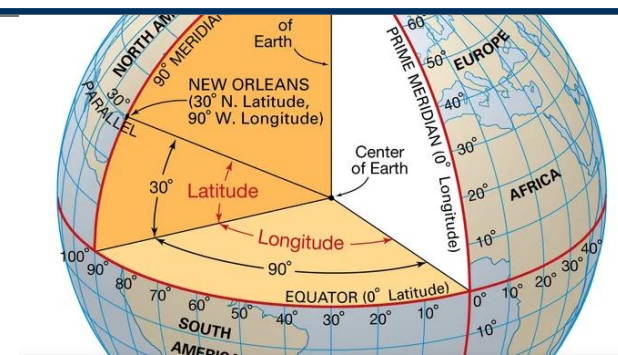 of
Earth
NORTH AM
90° MERIDIAN
30°
PARALLEL
NEW ORLEANS
(30° N. Latitude,
90° W. Longitude)
30°
Latitude
Longitude
90°
Center
of Earth
PRIME MERIDIAN (0° Longitude)
60°
50°
40°
30°
20°
10°
EUROPE
AFRICA
EQUATOR (0° Latitude)
100°
90°
80°
70°
60°
50°
40°
30°
20°
10°
0°
10°
20°
30°
40°
10°
SOUTH
AMERICA